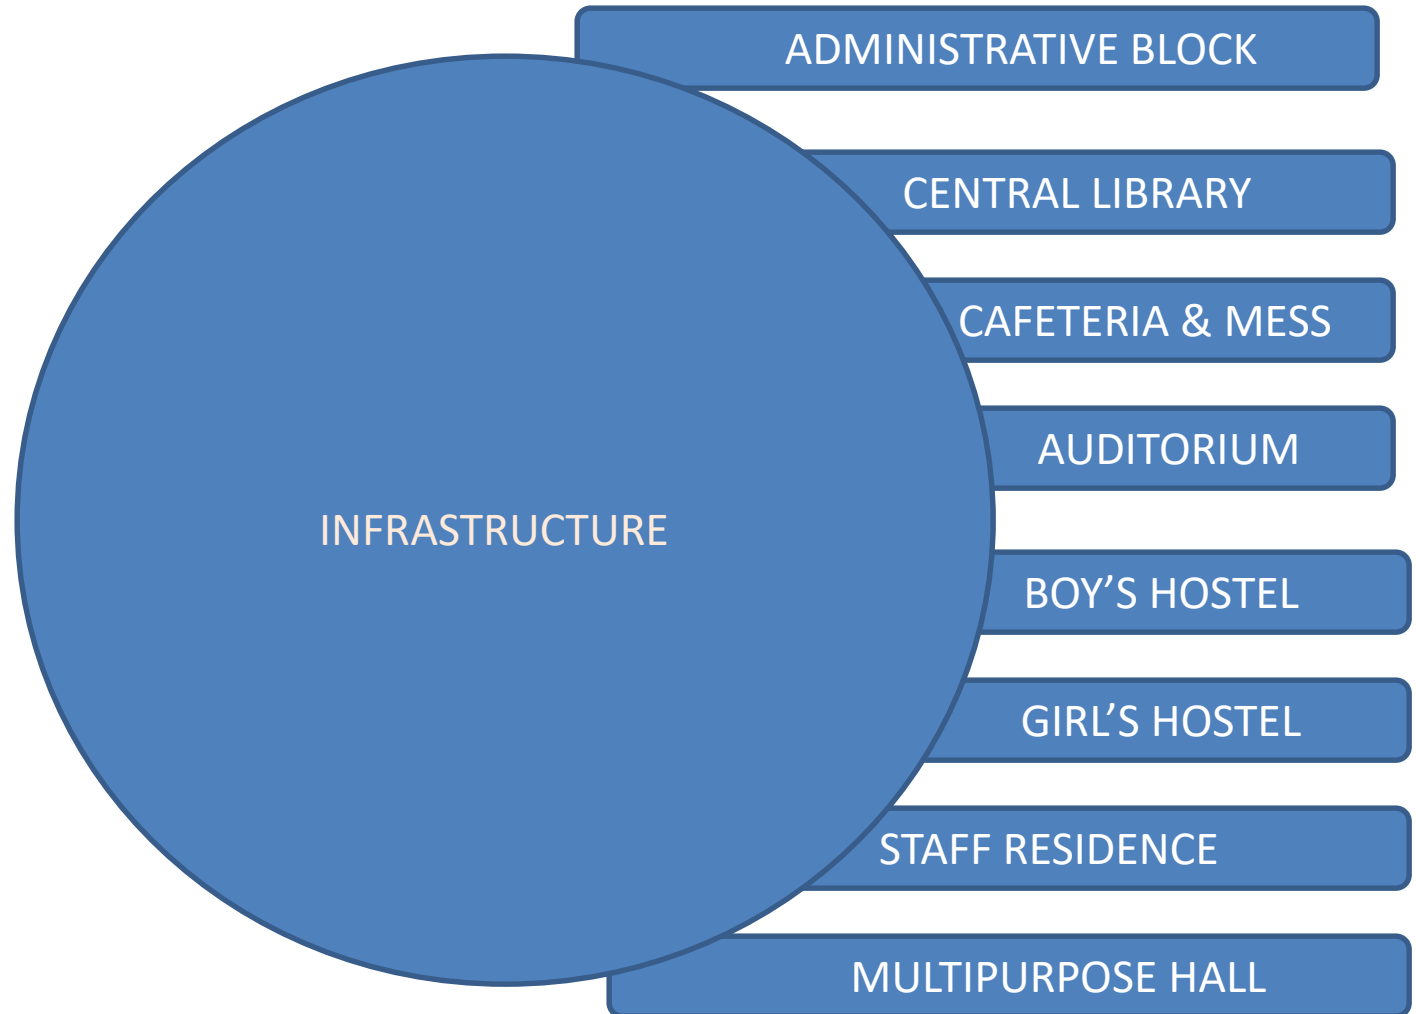 ADMINISTRATIVE BLOCK
CENTRAL LIBRARY
CAFETERIA & MESS
AUDITORIUM
INFRASTRUCTURE
BOY’S HOSTEL
GIRL’S HOSTEL
STAFF RESIDENCE
MULTIPURPOSE HALL